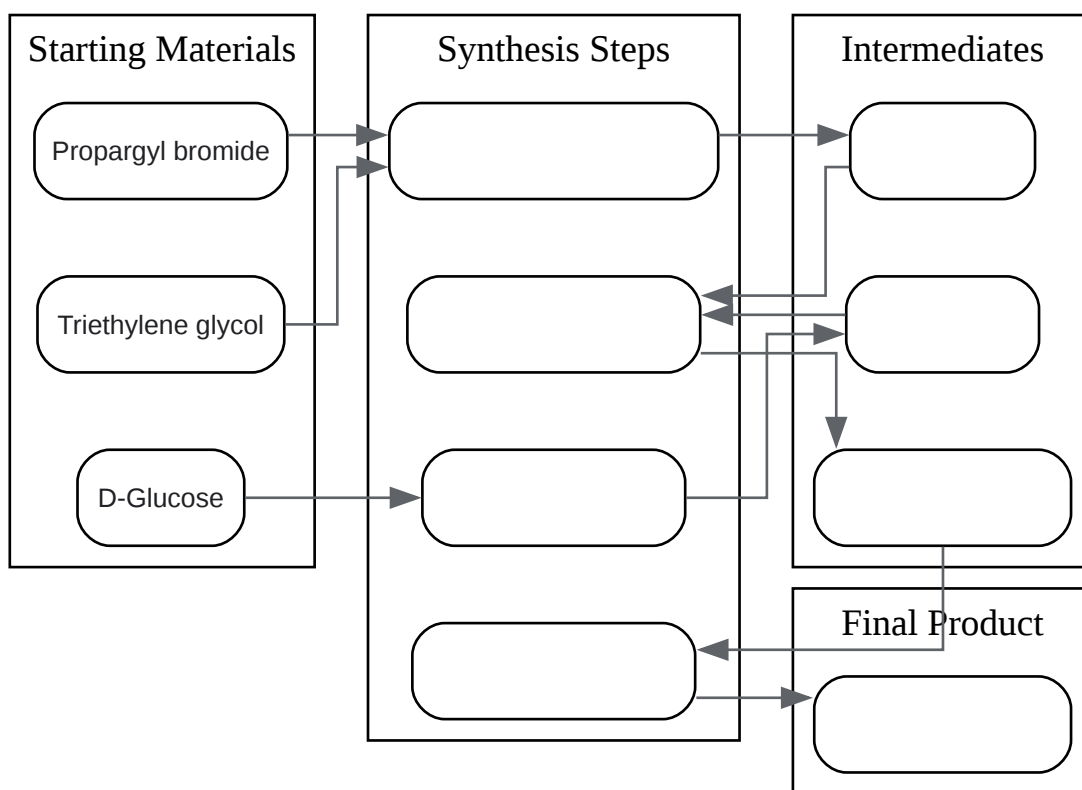 Starting Materials
Synthesis Steps
Intermediates
Propargyl bromide
Triethylene glycol
D-Glucose
Final Product